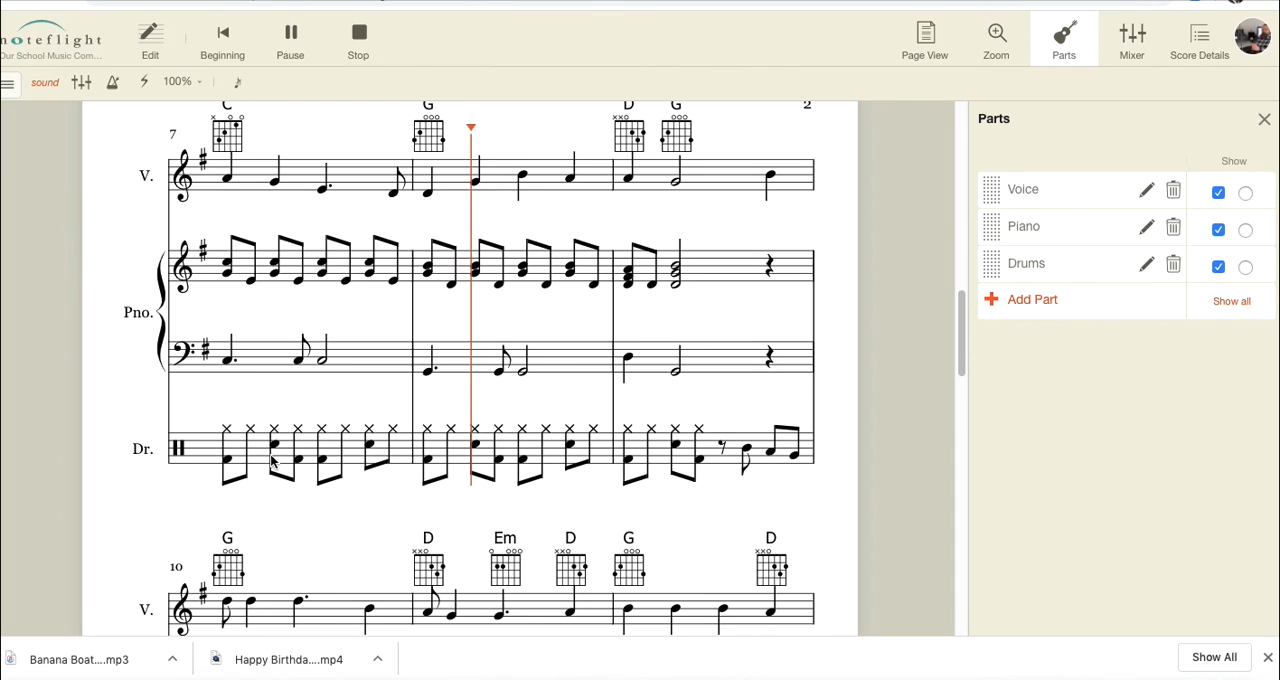 noteflight
Our School Music Com...
Edit
Beginning
Pause
Stop
Page View
Zoom
Parts
Mixer
Score Details
sound
100%
C
G
D
G
2
7
V.
Pno.
Dr.
G
D
Em
D
G
D
10
V.
Parts
Show
Voice
Piano
Drums
Add Part
Show all
Banana Boat....mp3
Happy Birthda....mp4
Show All